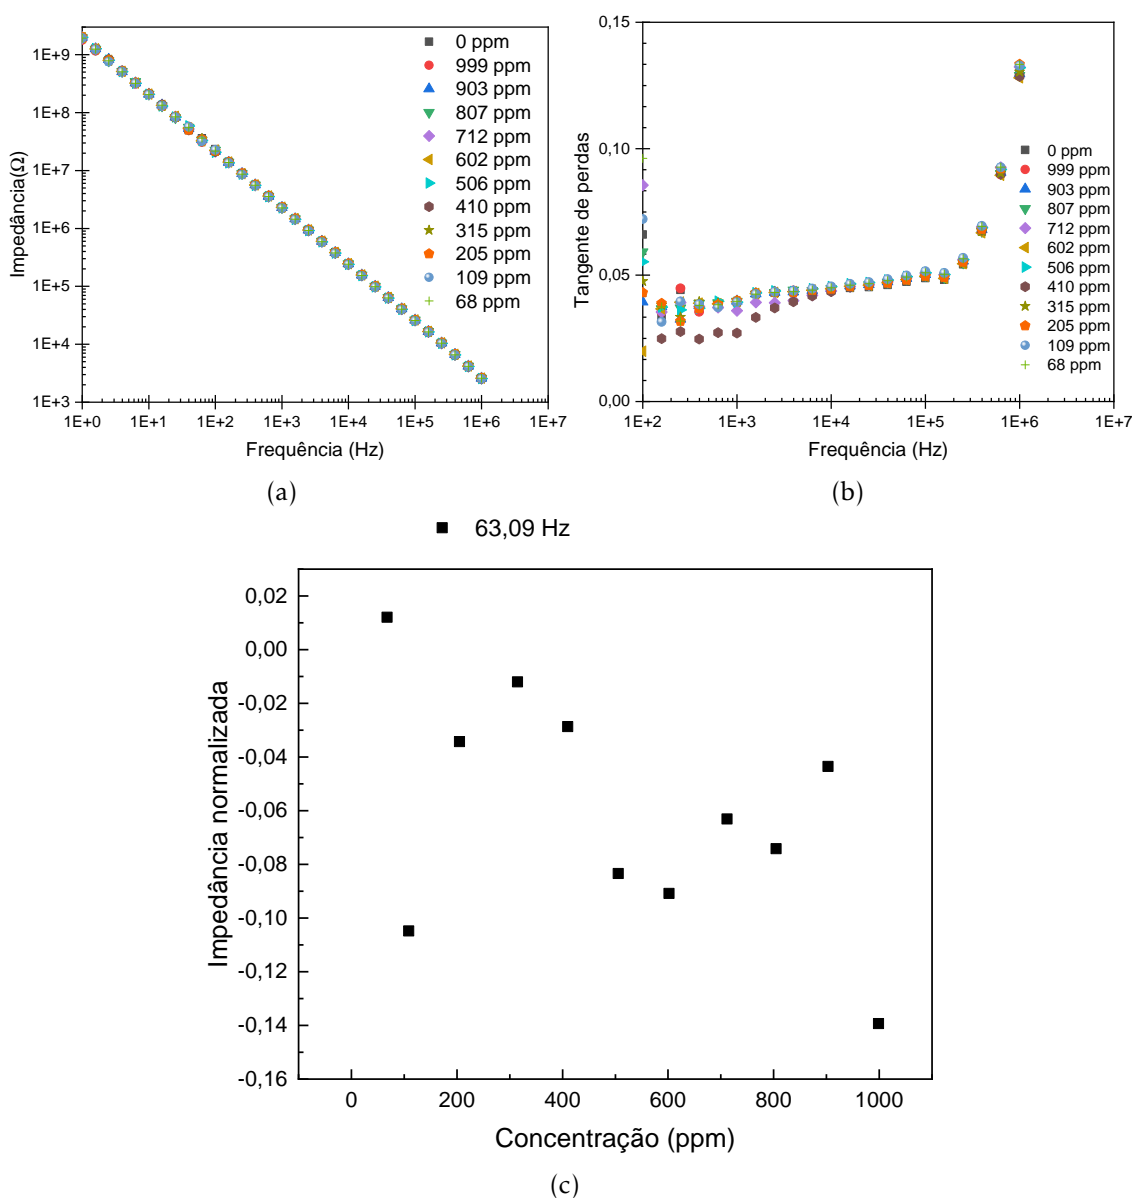 1E+9
1E+8
1E+7
1E+6
1E+5
1E+4
1E+3
Impedância(Ω)
1E+0 1E+1 1E+2 1E+3 1E+4 1E+5 1E+6 1E+7
Frequência (Hz)
0 ppm
999 ppm
903 ppm
807 ppm
712 ppm
602 ppm
506 ppm
410 ppm
315 ppm
205 ppm
109 ppm
68 ppm
(a)
0,15
0,10
0,05
0,00
Tangente de perdas
1E+2 1E+3 1E+4 1E+5 1E+6 1E+7
Frequência (Hz)
0 ppm
999 ppm
903 ppm
807 ppm
712 ppm
602 ppm
506 ppm
410 ppm
315 ppm
205 ppm
109 ppm
68 ppm
(b)
63,09 Hz
0,02
0,00
-0,02
-0,04
-0,06
-0,08
-0,10
-0,12
-0,14
-0,16
Impedância normalizada
0 200 400 600 800 1000
Concentração (ppm)
(c)